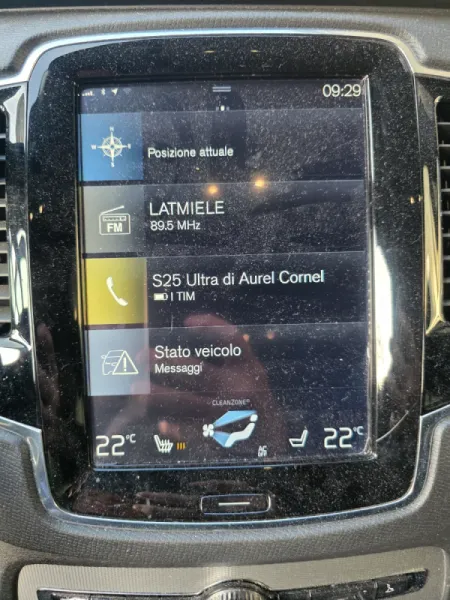 09:29
N
W E
S
Posizione attuale
FM
LATMIELE
89.5 MHz
S25 Ultra di Aurel Cornel
I TIM
Stato veicolo
Messaggi
CLEANZONE®
22°C
22°C